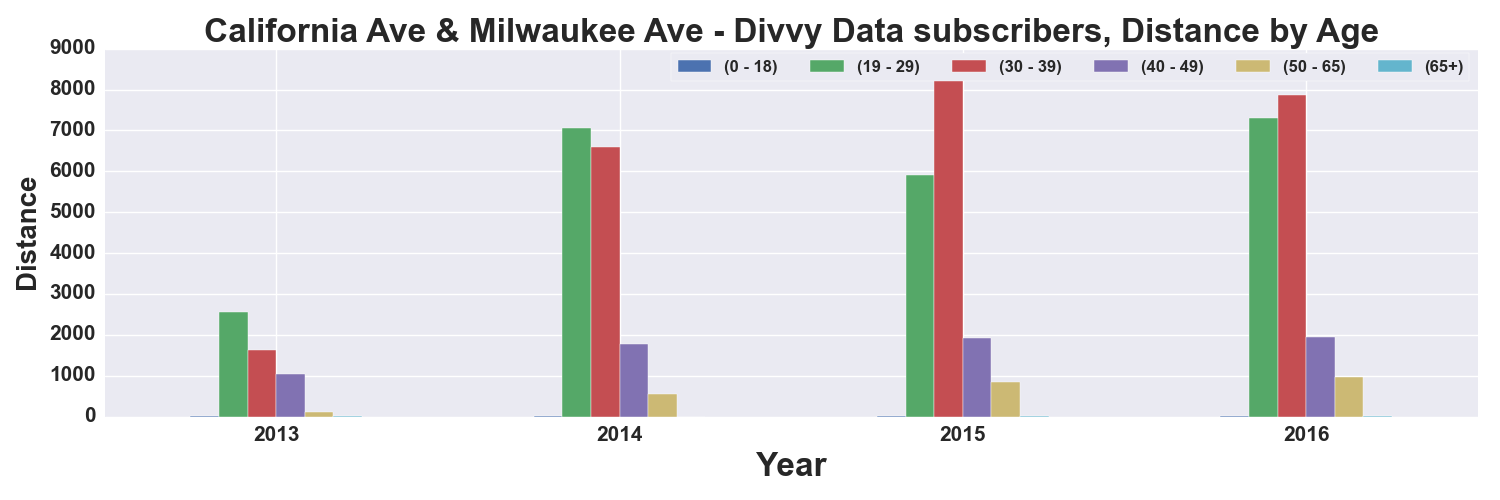 California Ave & Milwaukee Ave - Divvy Data subscribers, Distance by Age
(0 - 18) (19 - 29) (30 - 39) (40 - 49) (50 - 65) (65+)
9000
8000
7000
6000
5000
4000
3000
2000
1000
0
Distance
2013 2014 2015 2016
Year